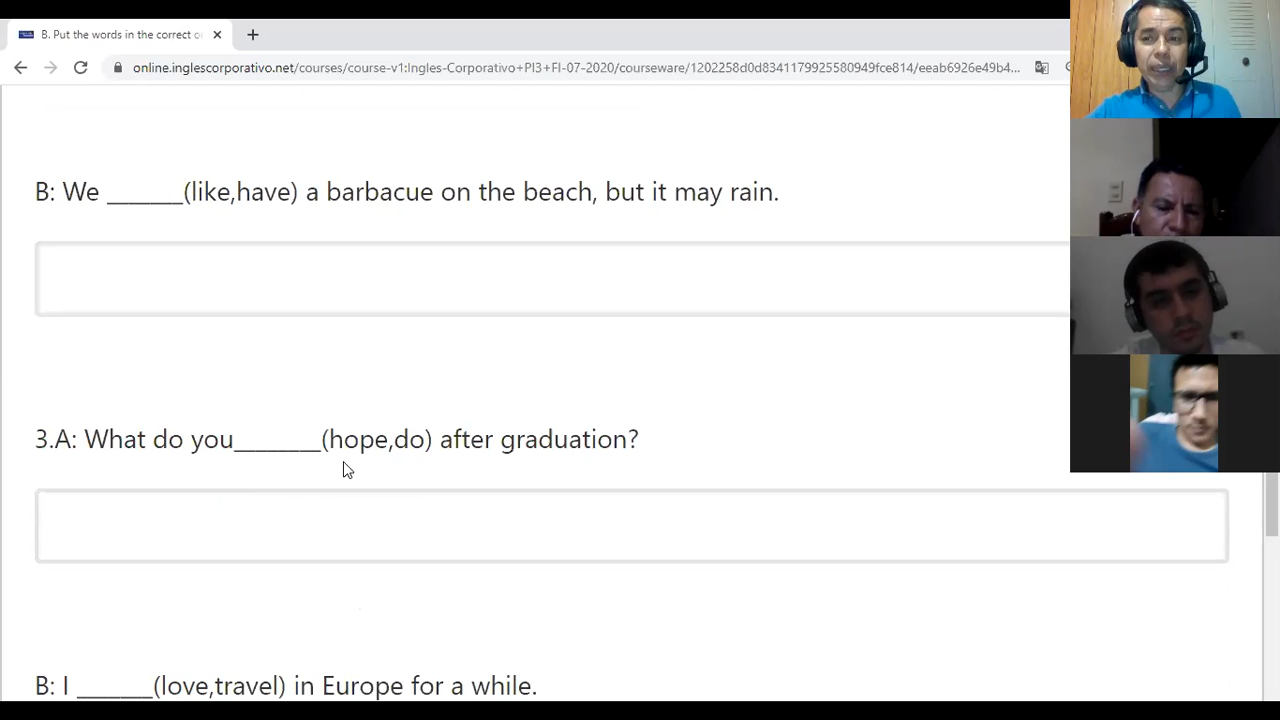 B. Put the words in the correct o
online.inglescorporativo.net/courses/course-v1:Ingles-Corporativo+PI3+FI-07-2020/courseware/1202258d0d8341179925580949fce814/eeab6926e49b4...
B: We ______(like,have) a barbacue on the beach, but it may rain.
3.A: What do you_______(hope,do) after graduation?
B: I ______(love,travel) in Europe for a while.